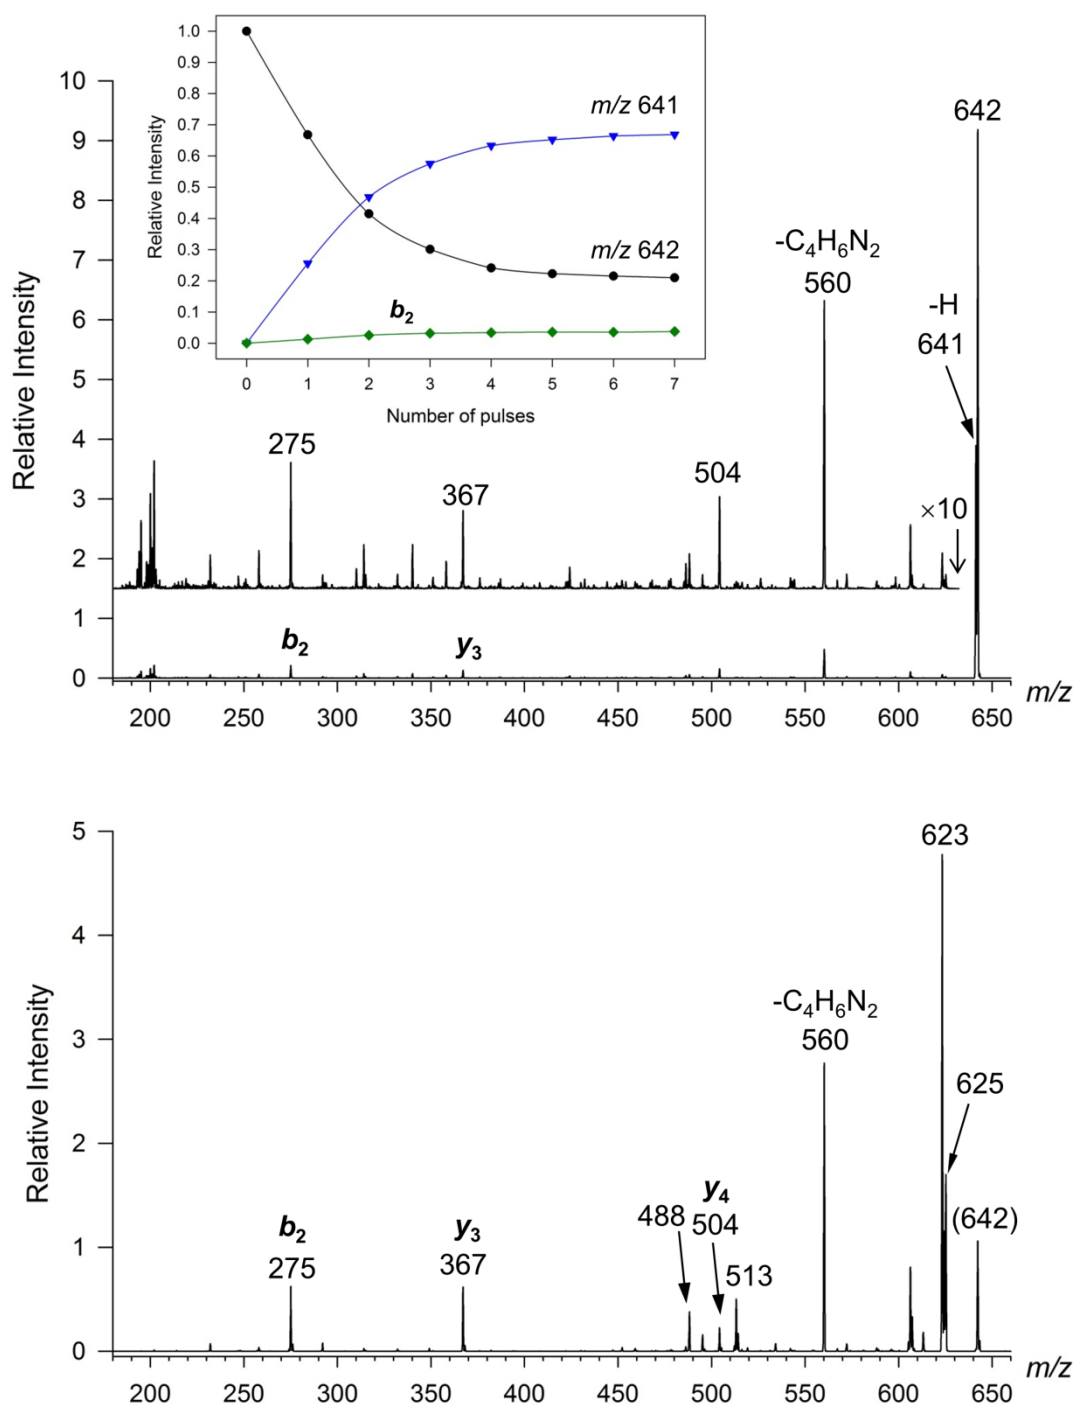 1.0
0.9
0.8
0.7
0.6
0.5
0.4
0.3
0.2
0.1
0.0
Relative Intensity
m/z 641
m/z 642
b2
0 1 2 3 4 5 6 7
Number of pulses
10
9
8
7
6
5
4
3
2
1
0
Relative Intensity
642
-C4H6N2
560
-H
641
×10
275
367
504
b2
y3
200 250 300 350 400 450 500 550 600 650
m/z
5
4
3
2
1
0
Relative Intensity
623
-C4H6N2
560
625
(642)
b2
275
y3
367
488
y4
504
513
200 250 300 350 400 450 500 550 600 650
m/z